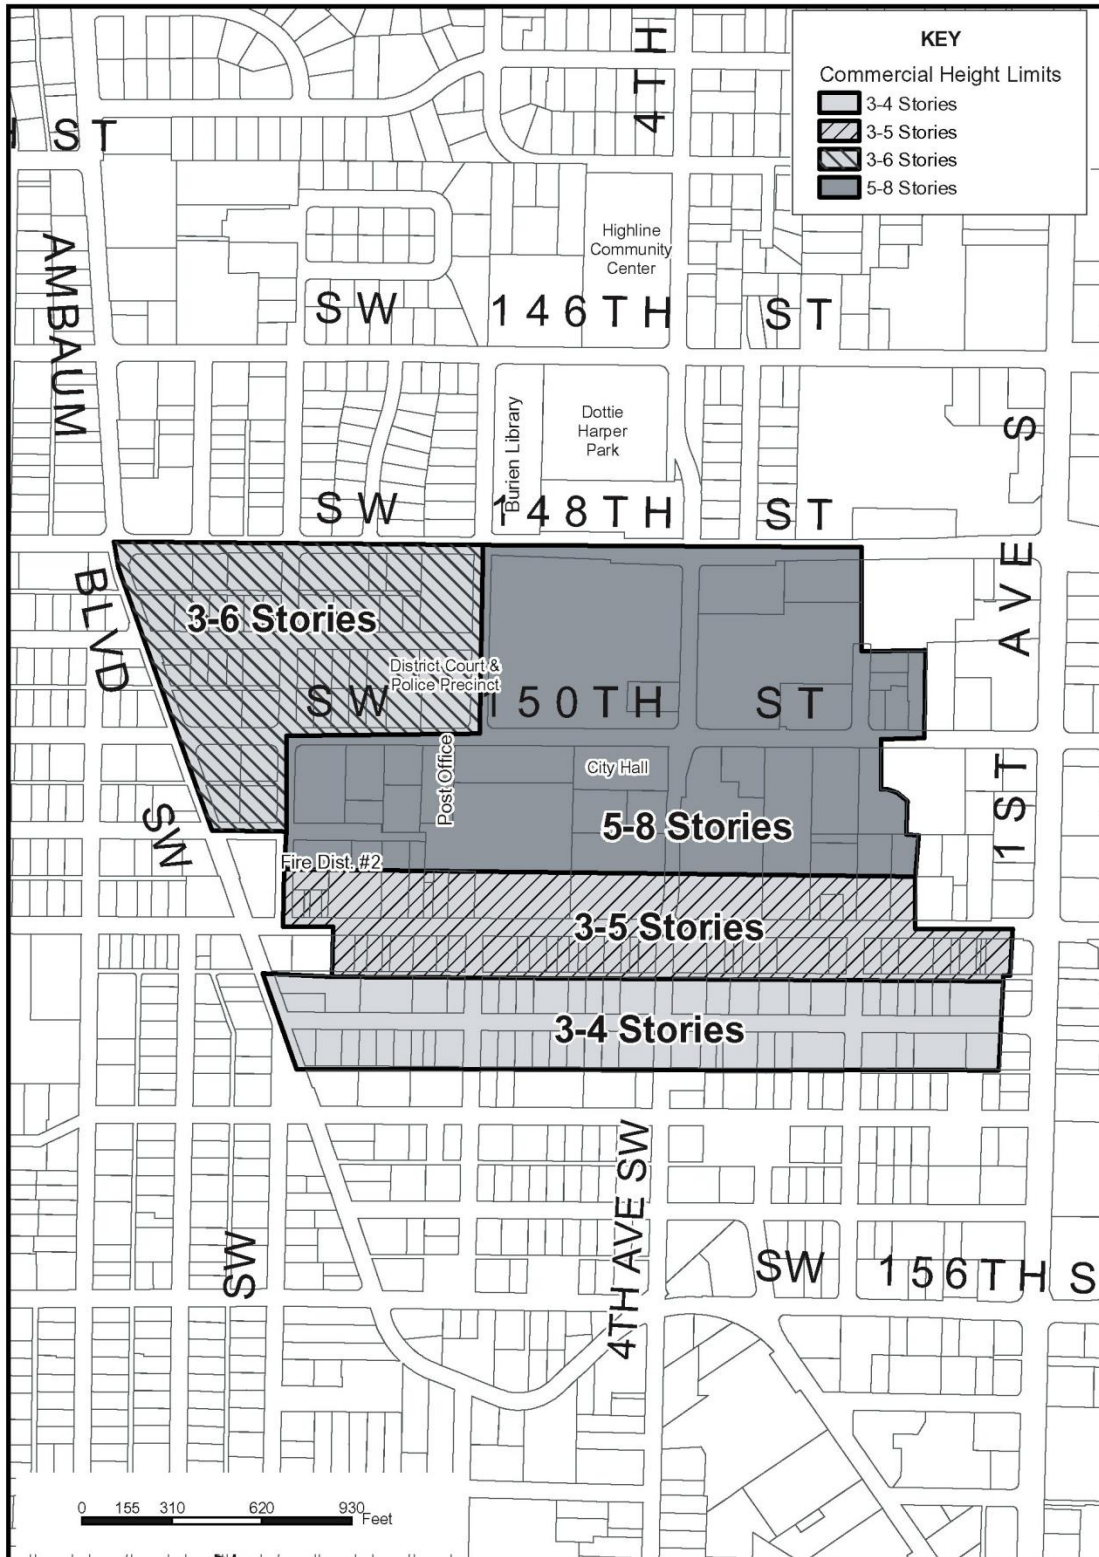 KEY
Commercial Height Limits
3-4 Stories
3-5 Stories
3-6 Stories
5-8 Stories
4TH
ST
AMBAUM
Highline
Community
Center
SW 146TH ST
Burien Library
Dottie
Harper
Park
S
SW 148TH ST
BLVD
AVE
3-6 Stories
District Court &
Police Precinct
SW 150TH ST
Post Office
City Hall
1ST
SW
5-8 Stories
Fire Dist. #2
3-5 Stories
3-4 Stories
4TH AVE SW
SW
SW 156TH S
0 155 310 620 930
Feet